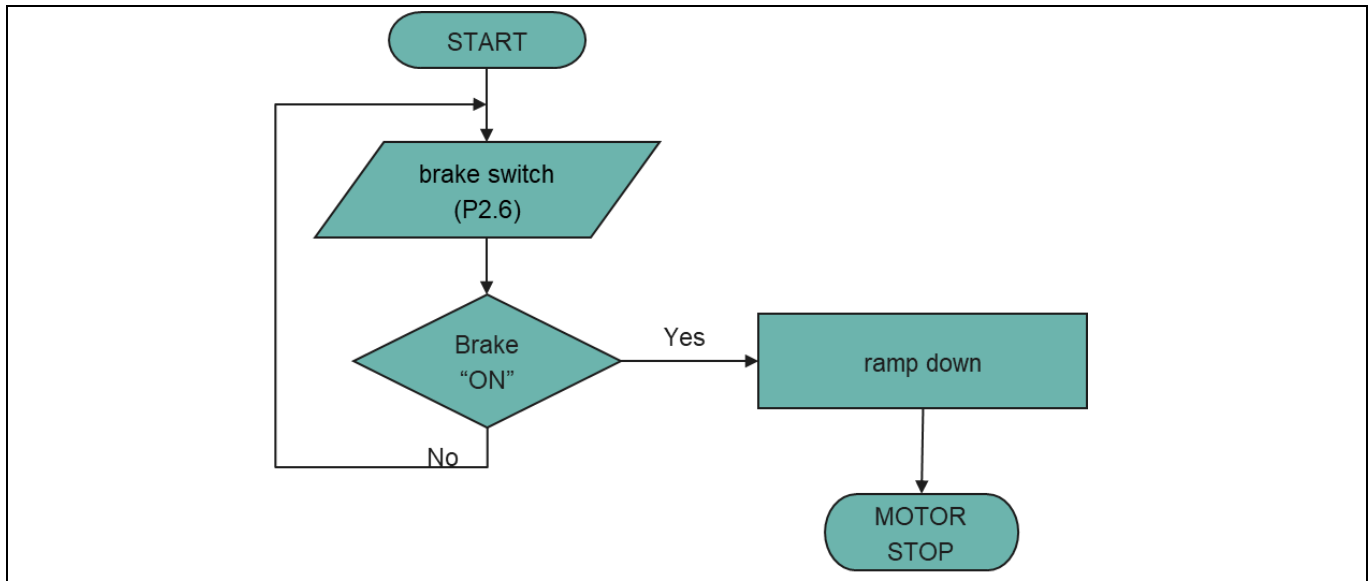 START
brake switch
(P2.6)
Brake
“ON”
Yes
ramp down
No
MOTOR
STOP